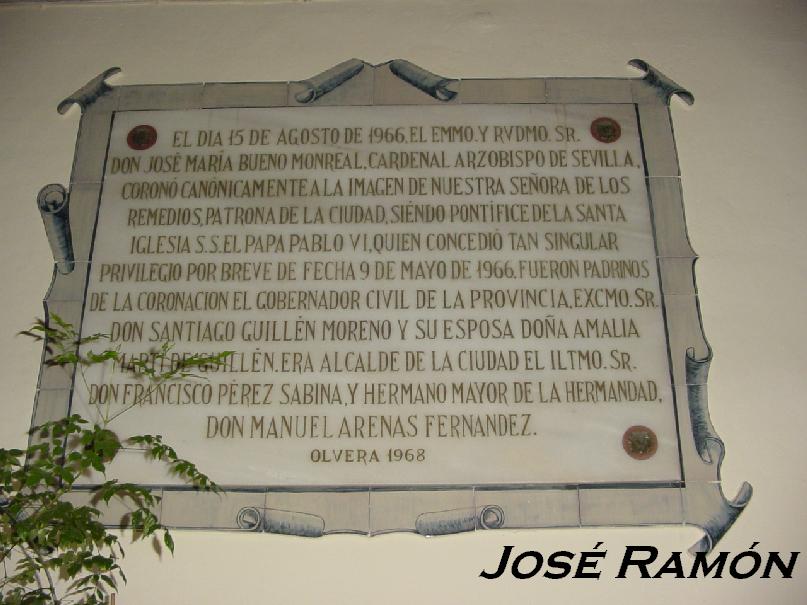 EL DIA 15 DE AGOSTO DE 1966, EL EMMO. Y RVDMO. SR.
DON JOSÉ MARÍA BUENO MONREAL, CARDENAL ARZOBISPO DE SEVILLA,
CORONÓ CANÓNICAMENTE A LA IMAGEN DE NUESTRA SEÑORA DE LOS
REMEDIOS, PATRONA DE LA CIUDAD, SIÉNDO PONTÍFICE DE LA SANTA
IGLESIA S.S. EL PAPA PABLO VI, QUIEN CONCEDIÓ TAN SINGULAR
PRIVILEGIO POR BREVE DE FECHA 9 DE MAYO DE 1966. FUERON PADRINOS
DE LA CORONACION EL GOBERNADOR CIVIL DE LA PROVINCIA, EXCMO. SR.
DON SANTIAGO GUILLÉN MORENO Y SU ESPOSA DOÑA AMALIA
MARTI DE GUILLÉN. ERA ALCALDE DE LA CIUDAD EL ILTMO. SR.
DON FRANCISCO PÉREZ SABINA, Y HERMANO MAYOR DE LA HERMANDAD,
DON MANUEL ARENAS FERNANDEZ.
OLVERA 1968
JOSÉ RAMÓN